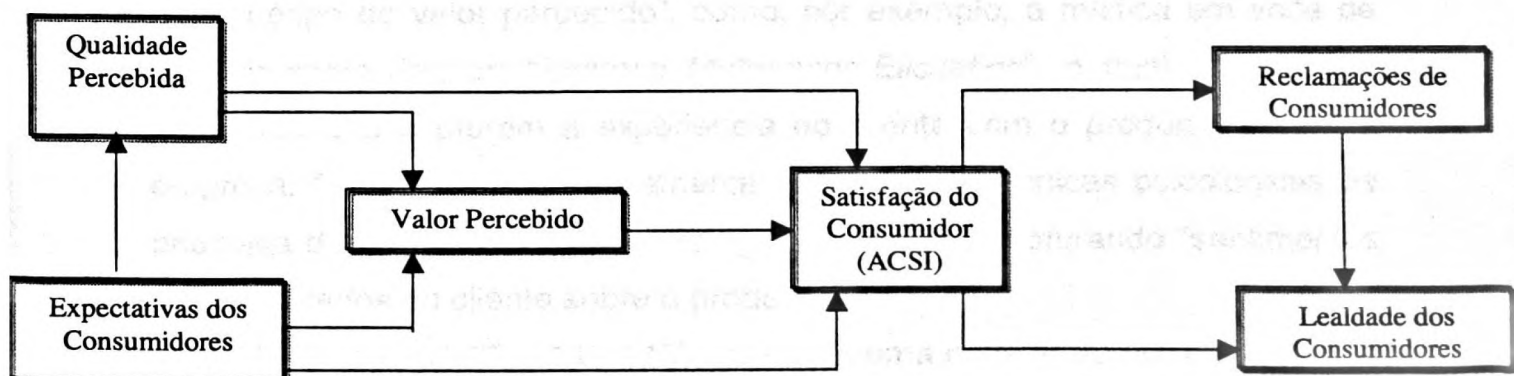 Qualidade
Percebida
Reclamações de
Consumidores
Valor Percebido
Satisfação do
Consumidor
(ACSI)
Expectativas dos
Consumidores
Lealdade dos
Consumidores